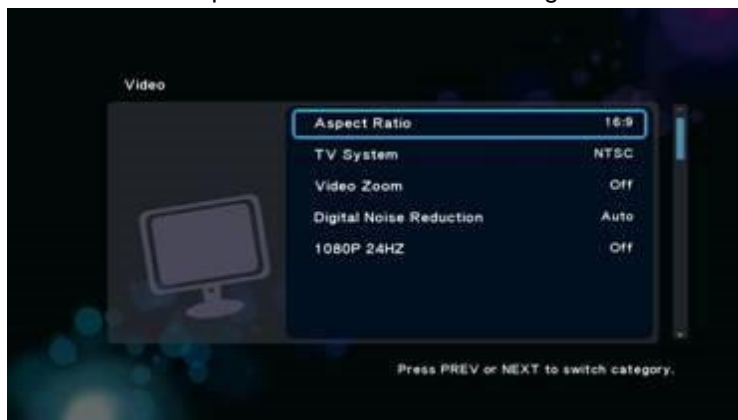 Video
Aspect Ratio 16:9
TV System NTSC
Video Zoom Off
Digital Noise Reduction Auto
1080P 24HZ Off
Press PREV or NEXT to switch category.